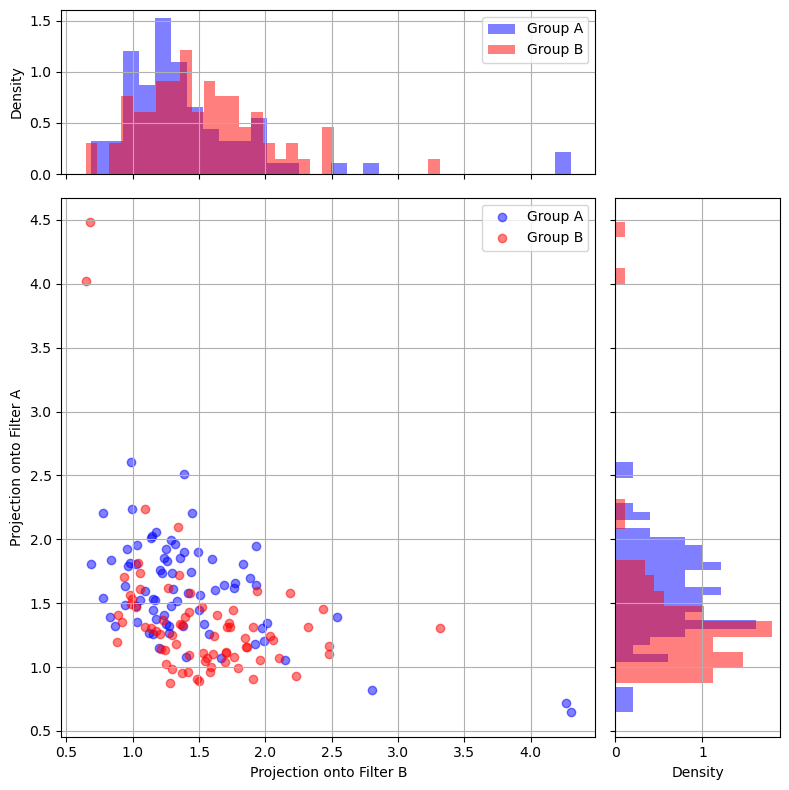 1.5
1.0
0.5
0.0
Density
Group A
Group B
4.5
4.0
3.5
3.0
2.5
2.0
1.5
1.0
0.5
Projection onto Filter A
Group A
Group B
0.5 1.0 1.5 2.0 2.5 3.0 3.5 4.0
Projection onto Filter B
0 1
Density